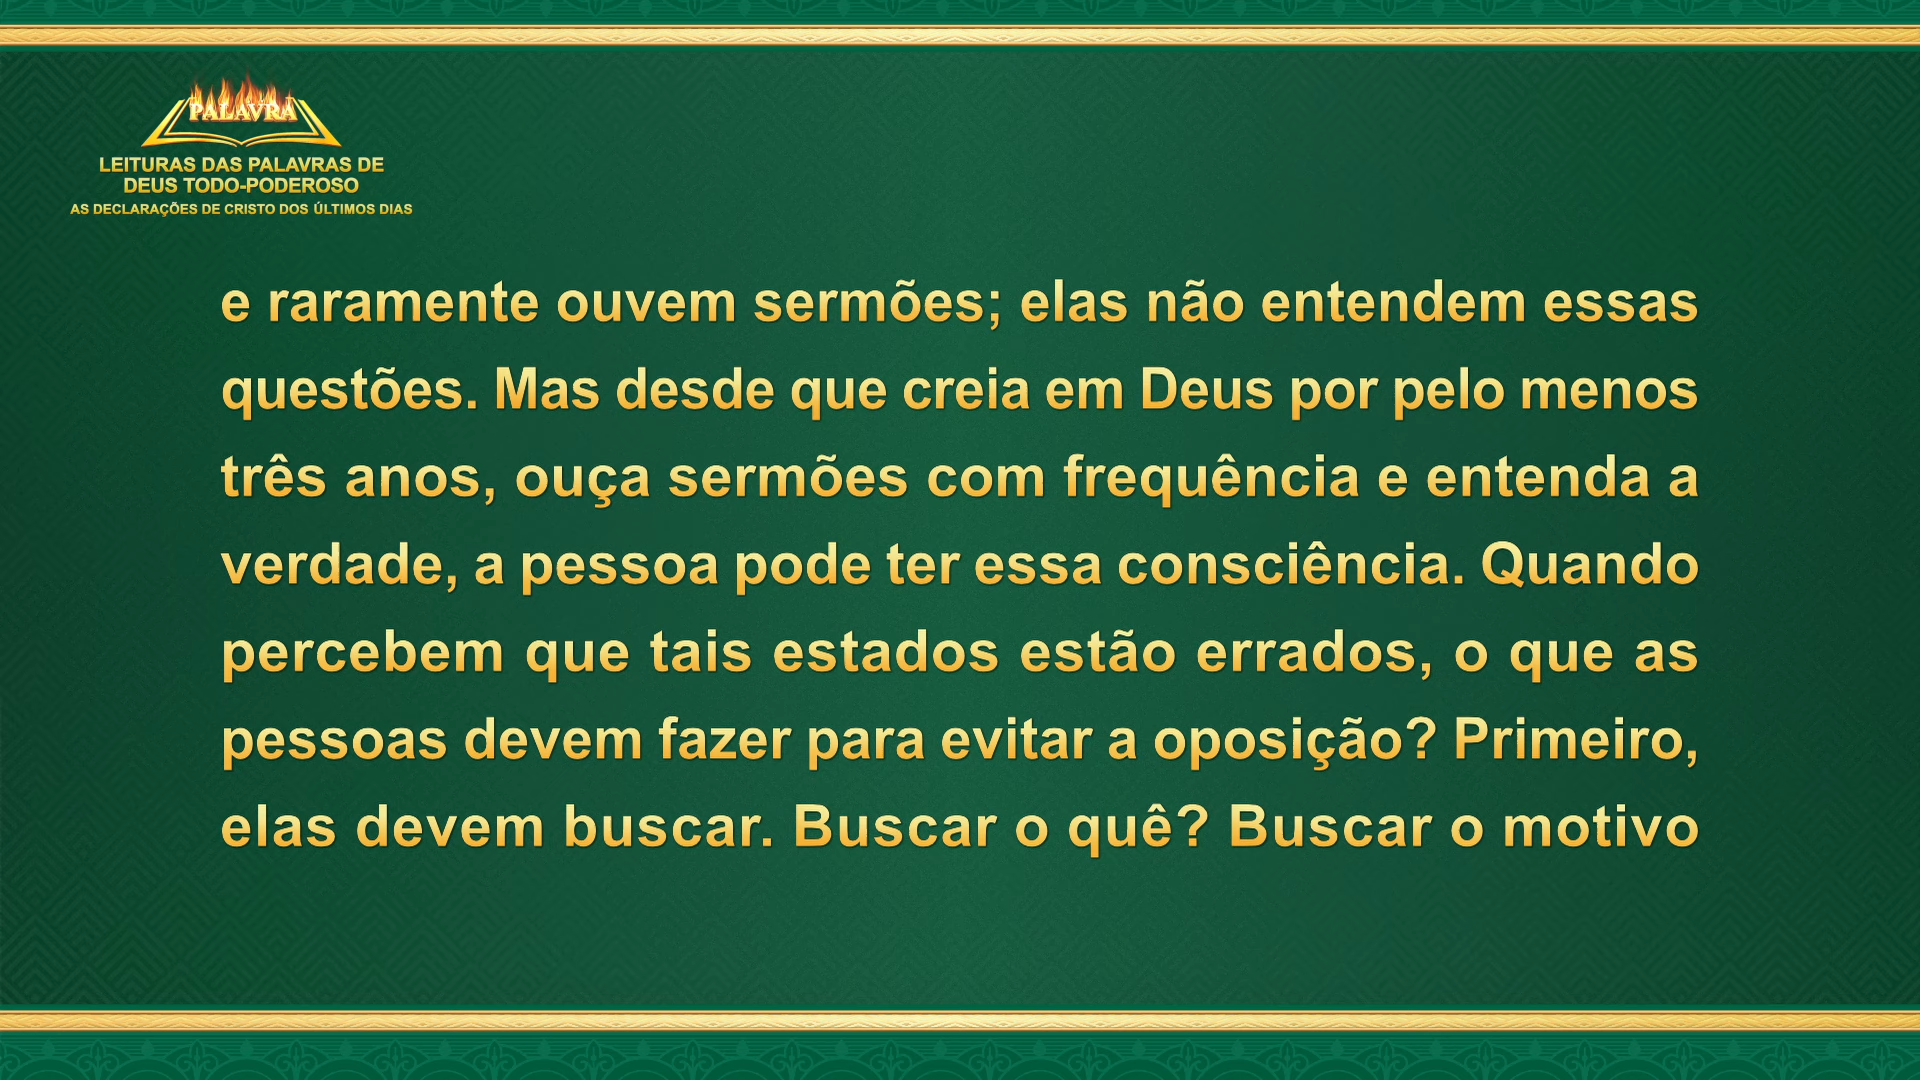 PALAVRA
LEITURAS DAS PALAVRAS DE
DEUS TODO-PODEROSO
AS DECLARAÇÕES DE CRISTO DOS ÚLTIMOS DIAS
e raramente ouvem sermões; elas não entendem essas
questões. Mas desde que creia em Deus por pelo menos
três anos, ouça sermões com frequência e entenda a
verdade, a pessoa pode ter essa consciência. Quando
percebem que tais estados estão errados, o que as
pessoas devem fazer para evitar a oposição? Primeiro,
elas devem buscar. Buscar o quê? Buscar o motivo